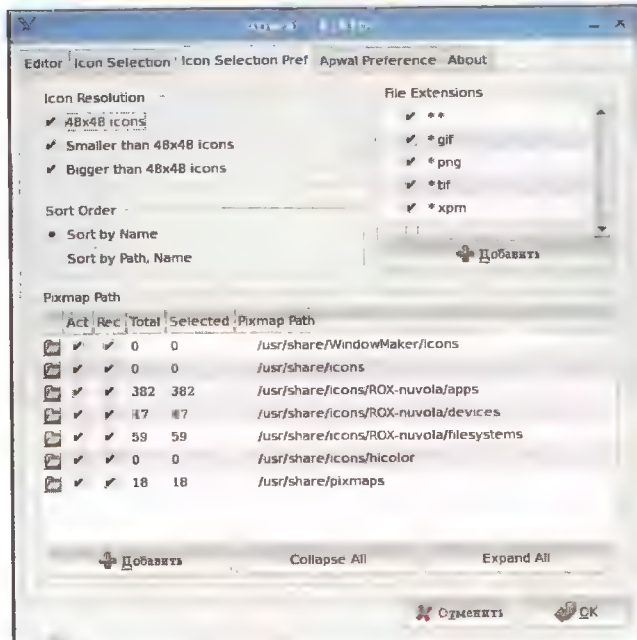 Editor Icon Selection Icon Selection Pref Apwal Preference About
Icon Resolution
48x48 icons
Smaller than 48x48 icons
Bigger than 48x48 icons
Sort Order
Sort by Name
Sort by Path, Name
File Extensions
**
*gif
*png
*tif
*xpm
Добавить
Pixmap Path
Act Rec Total Selected Pixmap Path
0 0 /usr/share/WindowMaker/Icons
0 0 /usr/share/icons
382 382 /usr/share/icons/ROX-nuvola/apps
/usr/share/icons/ROX-nuvola/devices
59 59 /usr/share/icons/ROX-nuvola/filesystems
0 0 /usr/share/icons/hicolor
18 18 /usr/share/pixmaps
Добавить Collapse All Expand All
Отменить OK